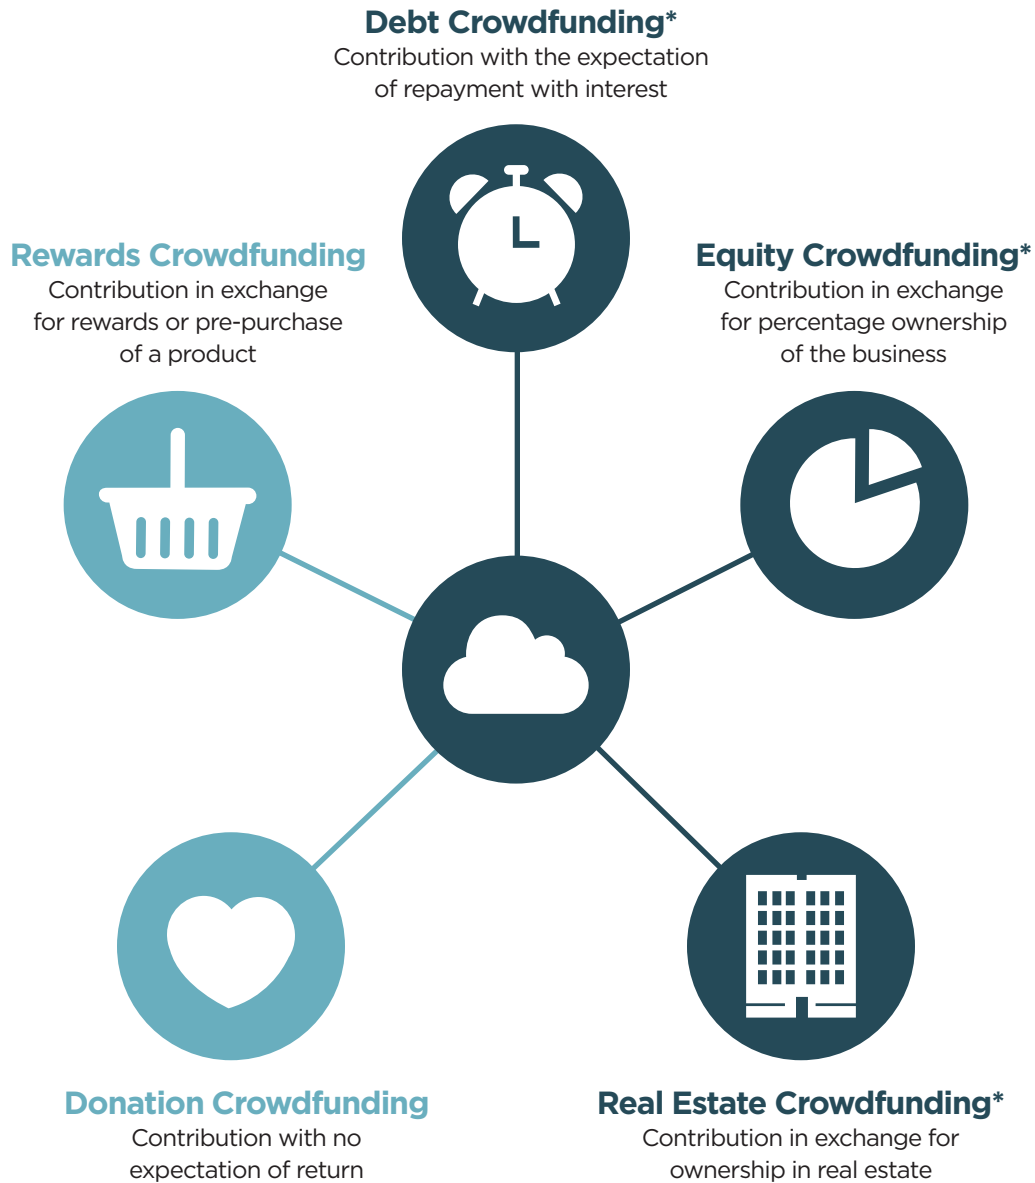 Debt Crowdfunding*
Contribution with the expectation
of repayment with interest
Rewards Crowdfunding
Contribution in exchange
for rewards or pre-purchase
of a product
Equity Crowdfunding*
Contribution in exchange
for percentage ownership
of the business
Donation Crowdfunding
Contribution with no
expectation of return
Real Estate Crowdfunding*
Contribution in exchange for
ownership in real estate